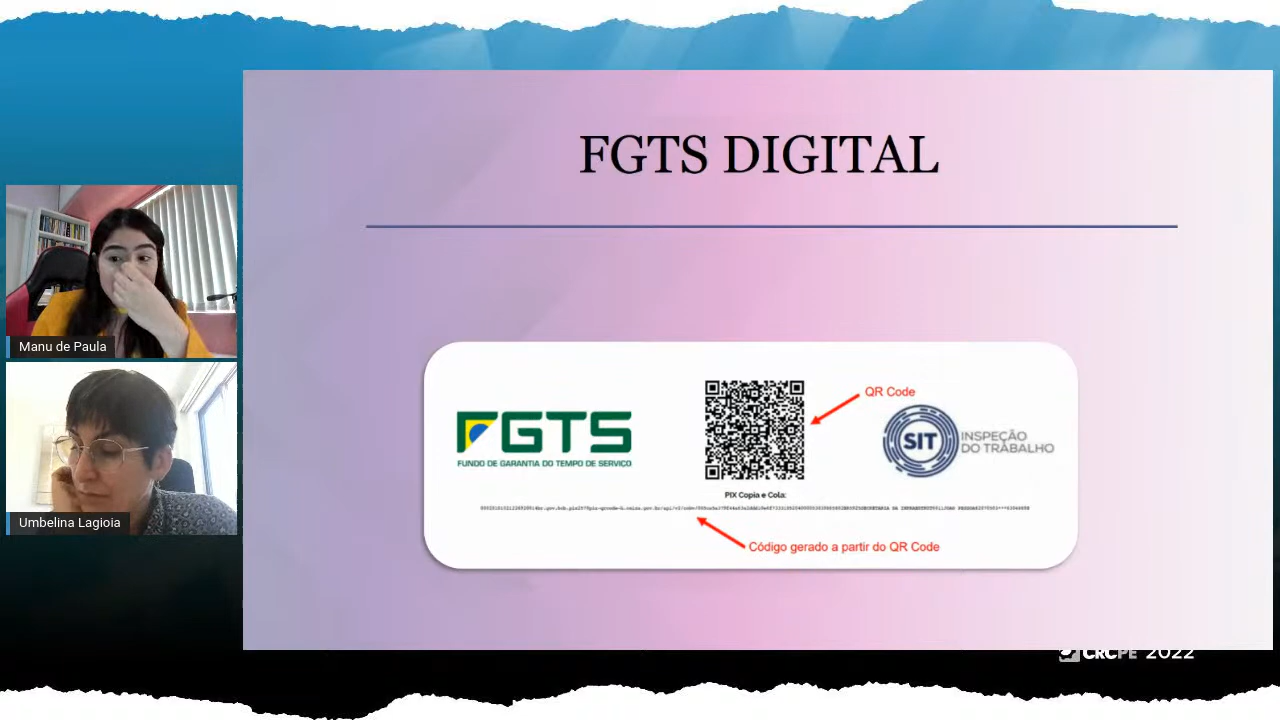 FGTS DIGITAL
Manu de Paula
Umbelina Lagioia
FGTS
FUNDO DE GARANTIA DO TEMPO DE SERVIÇO
QR Code
SIT
INSPEÇÃO
DO TRABALHO
PIX Copia e Cola:
Código gerado a partir do QR Code
CRCPE 2022